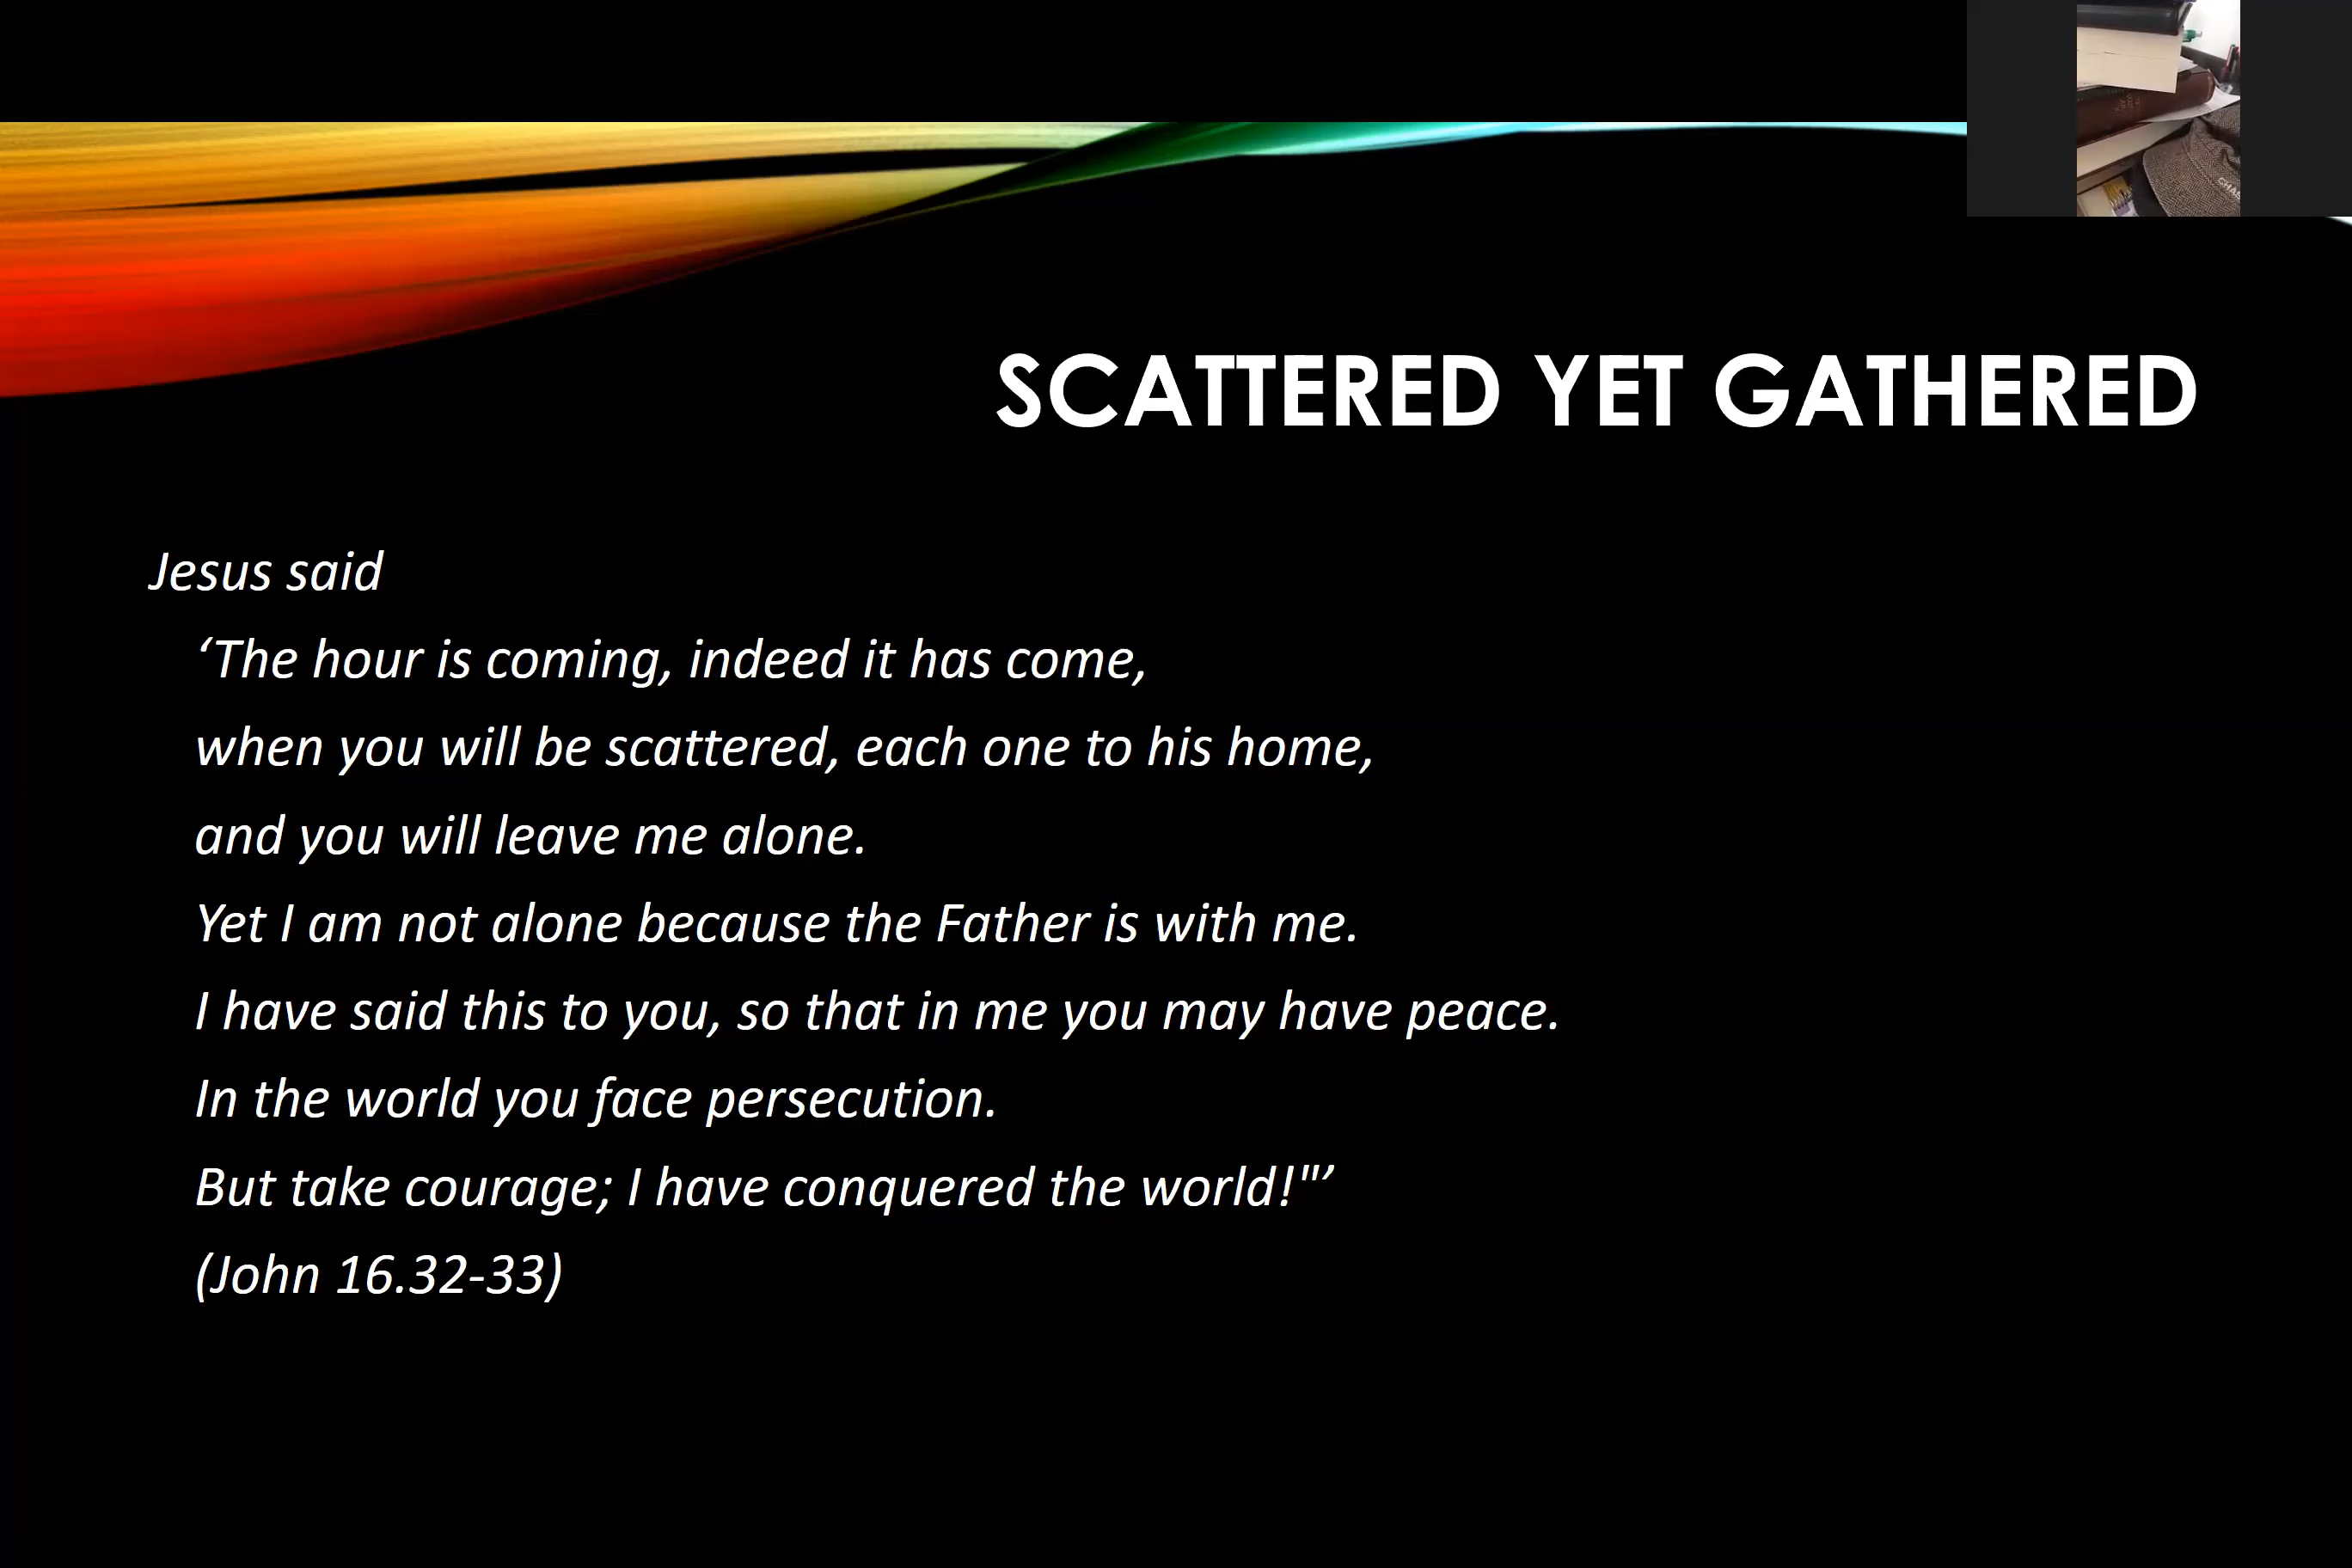 SCATTERED YET GATHERED
Jesus said
‘The hour is coming, indeed it has come,
when you will be scattered, each one to his home,
and you will leave me alone.
Yet I am not alone because the Father is with me.
I have said this to you, so that in me you may have peace.
In the world you face persecution.
But take courage; I have conquered the world!"’
(John 16.32-33)